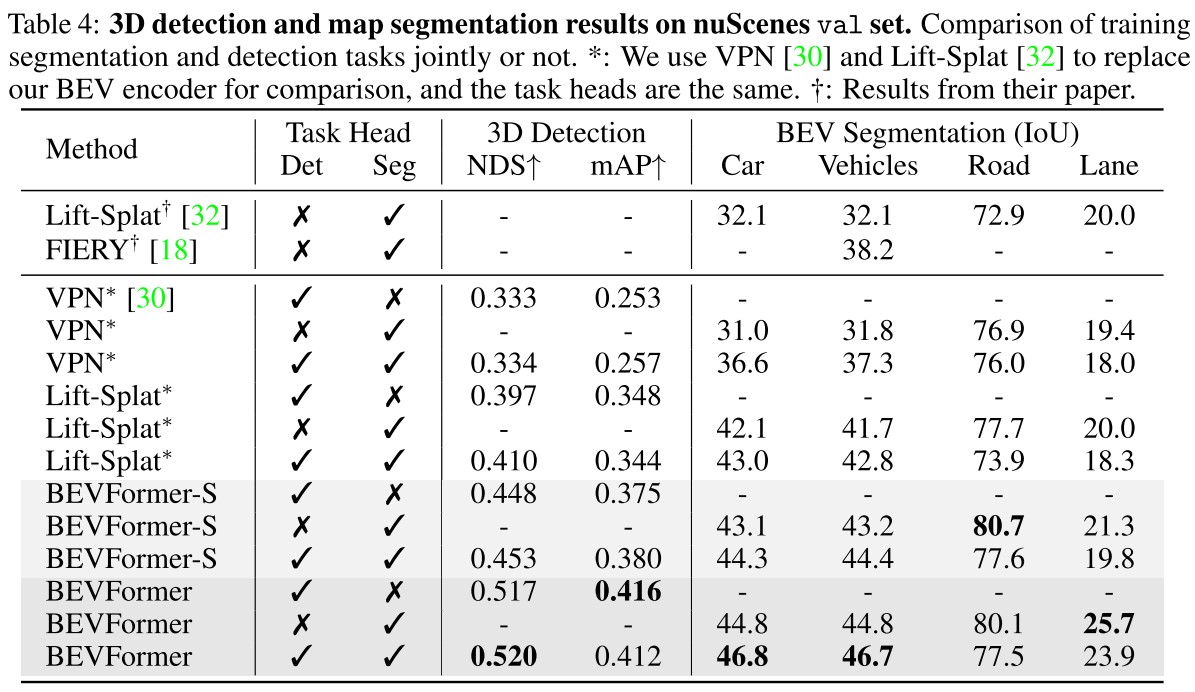 Table 4: 3D detection and map segmentation results on nuScenes val set. Comparison of training
segmentation and detection tasks jointly or not. *: We use VPN [30] and Lift-Splat [32] to replace
our BEV encoder for comparison, and the task heads are the same. †: Results from their paper.
Method Task Head 3D Detection BEV Segmentation (IoU)
Det Seg NDS↑ mAP↑ Car Vehicles Road Lane
Lift-Splat† [32] ✗ ✓ - - 32.1 32.1 72.9 20.0
FIERY† [18] ✗ ✓ - - - 38.2 - -
VPN* [30] ✓ ✗ 0.333 0.253 - - - -
VPN* ✗ ✓ - - 31.0 31.8 76.9 19.4
VPN* ✓ ✓ 0.334 0.257 36.6 37.3 76.0 18.0
Lift-Splat* ✓ ✗ 0.397 0.348 - - - -
Lift-Splat* ✗ ✓ - - 42.1 41.7 77.7 20.0
Lift-Splat* ✓ ✓ 0.410 0.344 43.0 42.8 73.9 18.3
BEVFormer-S ✓ ✗ 0.448 0.375 - - - -
BEVFormer-S ✗ ✓ - - 43.1 43.2 80.7 21.3
BEVFormer-S ✓ ✓ 0.453 0.380 44.3 44.4 77.6 19.8
BEVFormer ✓ ✗ 0.517 0.416 - - - -
BEVFormer ✗ ✓ - - 44.8 44.8 80.1 25.7
BEVFormer ✓ ✓ 0.520 0.412 46.8 46.7 77.5 23.9